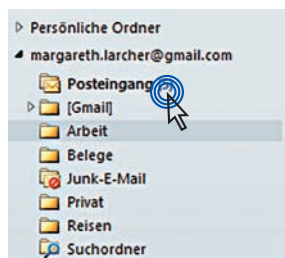 Persönliche Ordner
margareth.larcher@gmail.com
Posteingang
[Gmail]
Arbeit
Belege
Junk-E-Mail
Privat
Reisen
Suchordner